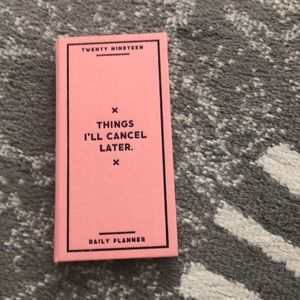 TWENTY NINETEEN
×
THINGS
I'LL CANCEL
LATER.
×
DAILY PLANNER